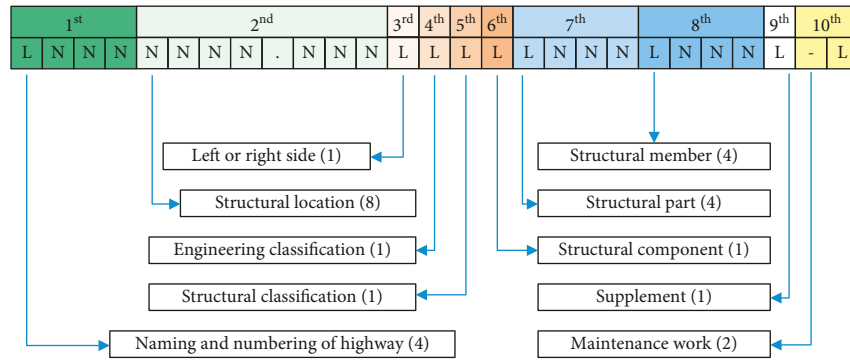 1st 2nd 3rd 4th 5th 6th 7th 8th 9th 10th
L N N N N N N N . N N N L L L L L N N N L N N N L - L
Left or right side (1) Structural member (4)
Structural location (8) Structural part (4)
Engineering classification (1) Structural component (1)
Structural classification (1) Supplement (1)
Naming and numbering of highway (4) Maintenance work (2)